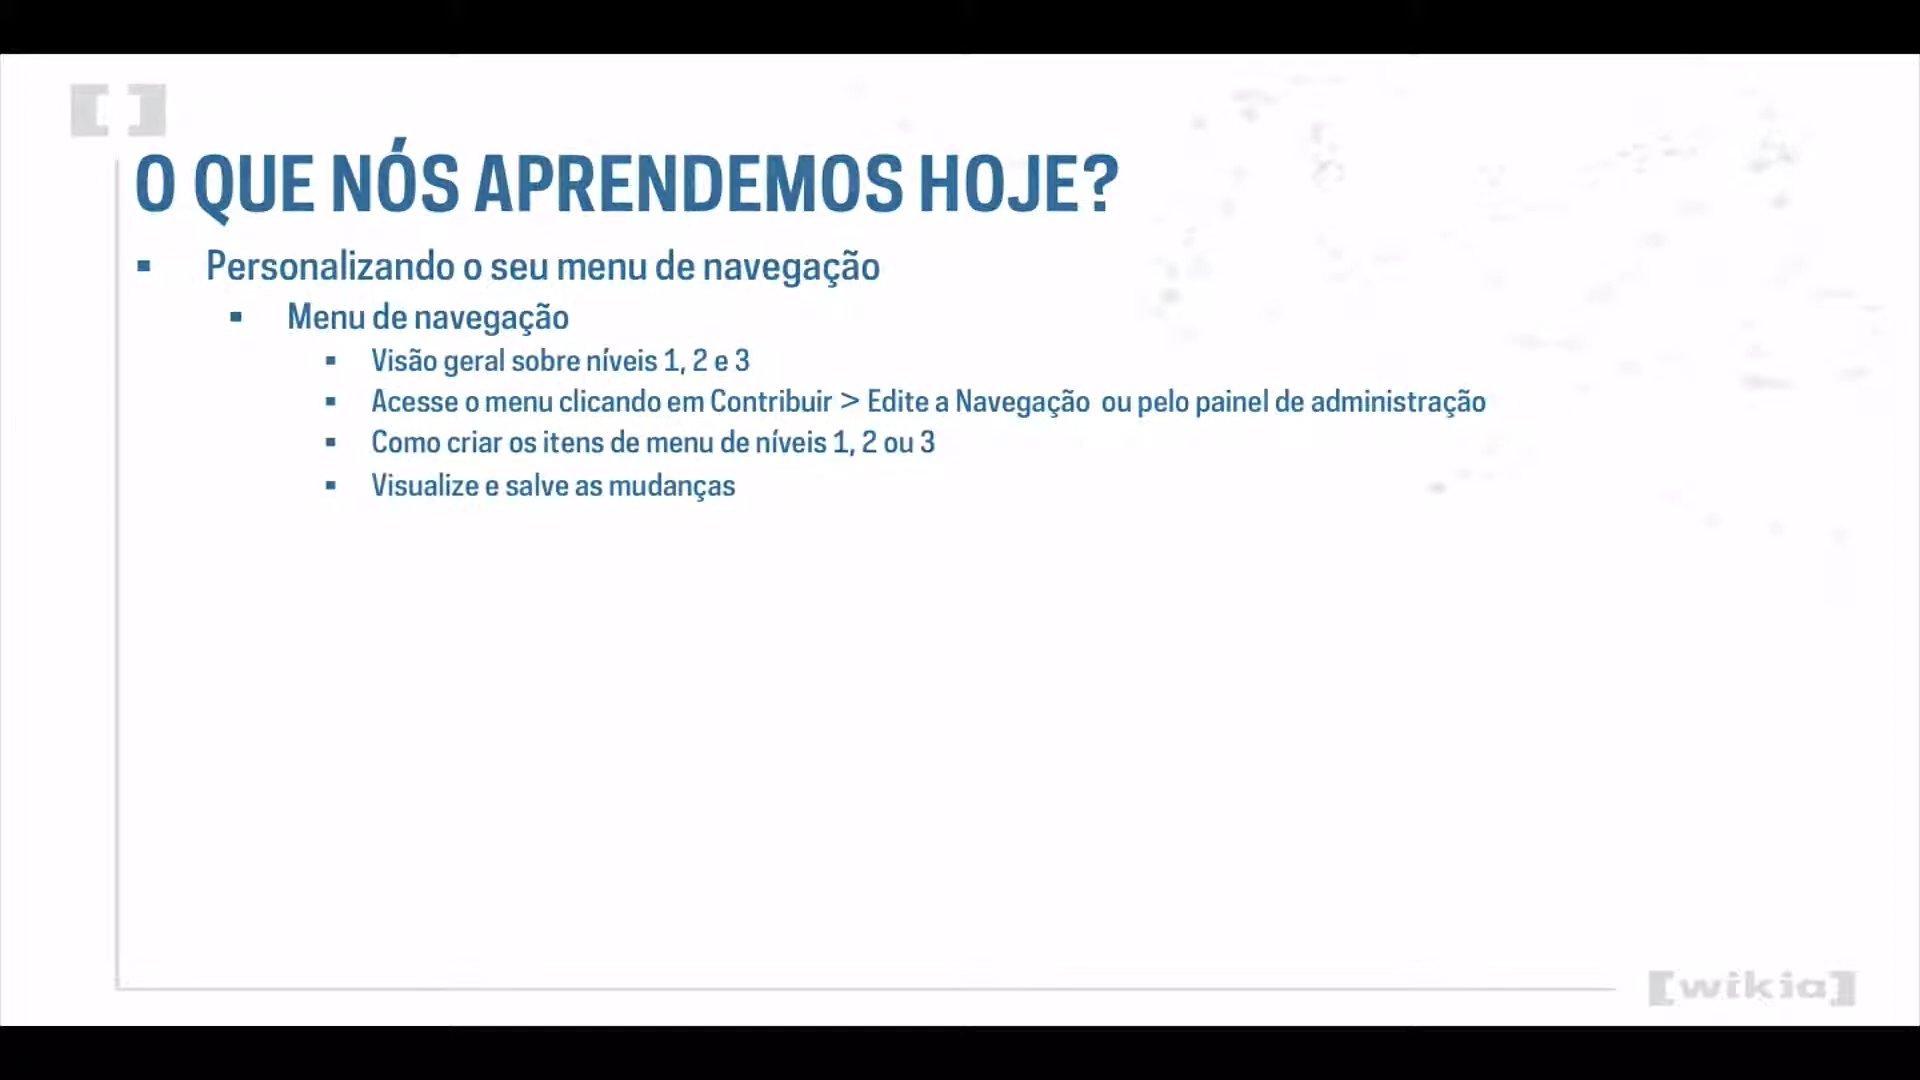 O QUE NÓS APRENDEMOS HOJE?
Personalizando o seu menu de navegação
Menu de navegação
Visão geral sobre níveis 1, 2 e 3
Acesse o menu clicando em Contribuir > Edite a Navegação ou pelo painel de administração
Como criar os itens de menu de níveis 1, 2 ou 3
Visualize e salve as mudanças
[wikia]